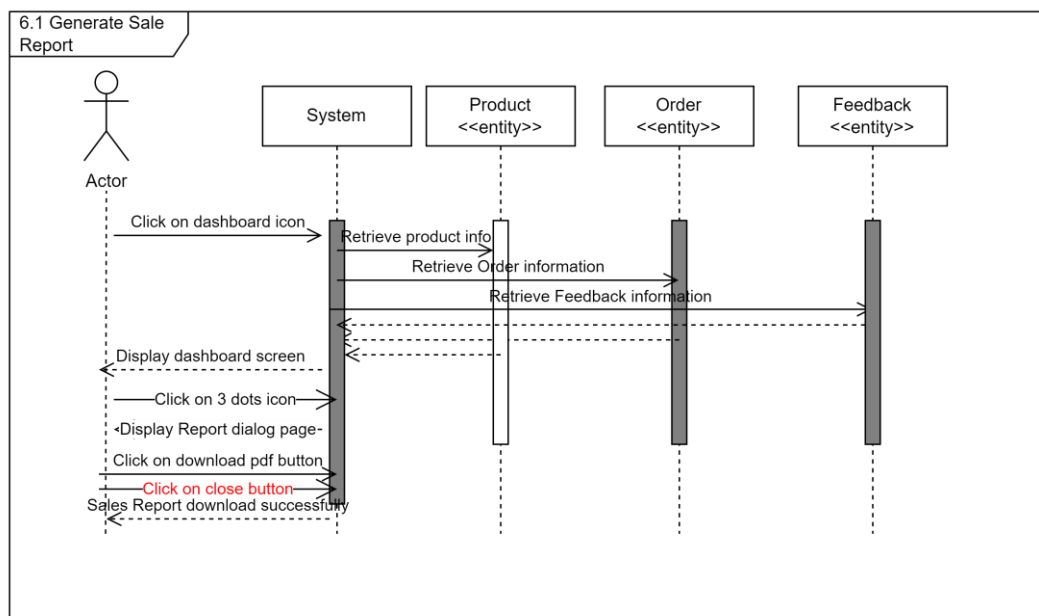 6.1 Generate Sale
Report
Actor
System
Product
<<entity>>
Order
<<entity>>
Feedback
<<entity>>
Click on dashboard icon
Retrieve product info
Retrieve Order information
Retrieve Feedback information
Display dashboard screen
Click on 3 dots icon
Display Report dialog page
Click on download pdf button
Click on close button
Sales Report download successfully